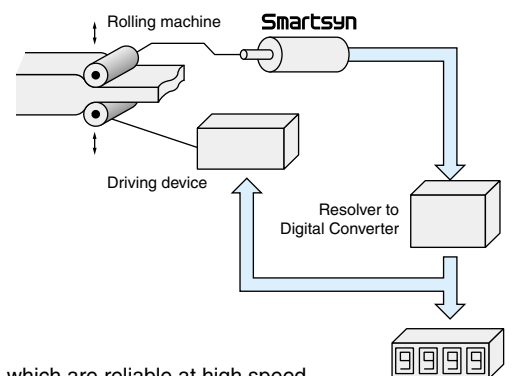 Rolling machine
Smartsyn
Driving device
Resolver to
Digital Converter
9999
which are reliable at high speed